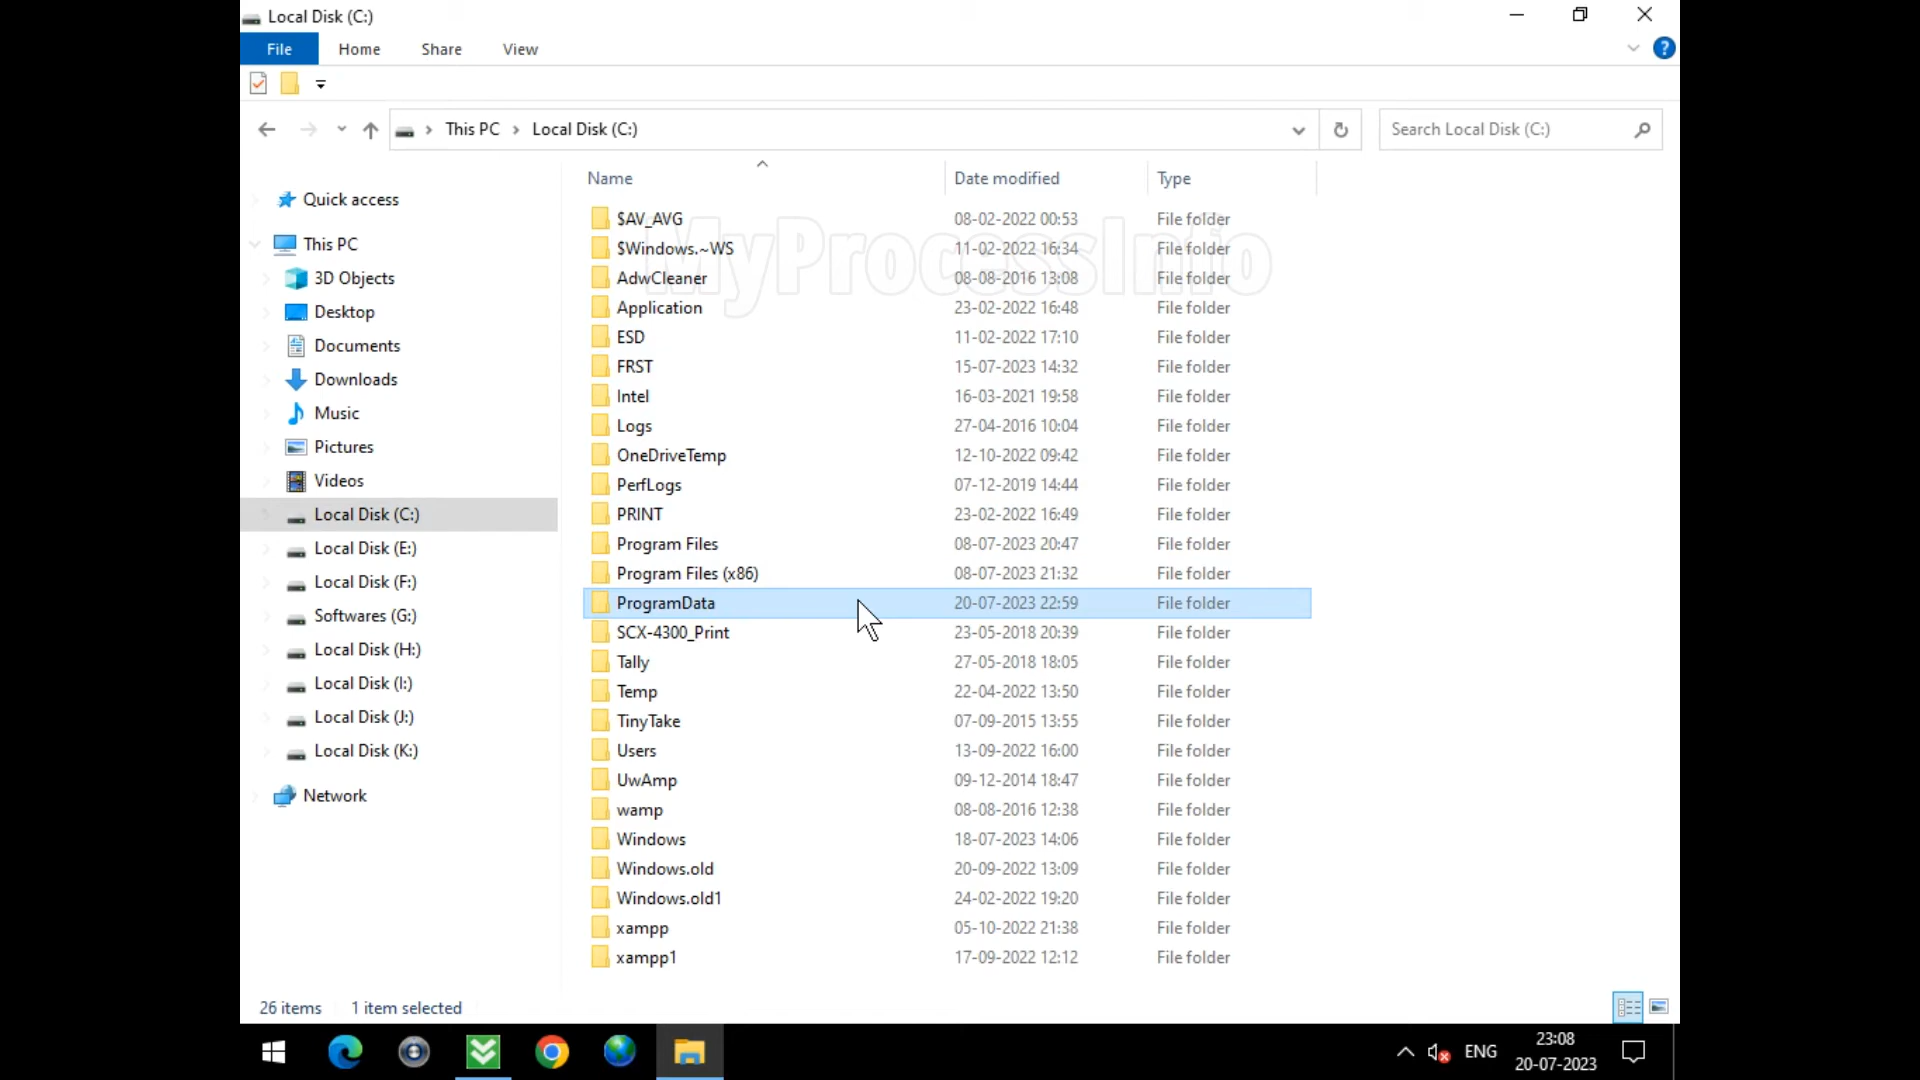 Local Disk (C:)
File Home Share View
This PC Local Disk (C:)
Search Local Disk (C:)
Name Date modified Type
Quick access
This PC
3D Objects
Desktop
Documents
Downloads
Music
Pictures
Videos
Local Disk (C:)
Local Disk (E:)
Local Disk (F:)
Softwares (G:)
Local Disk (H:)
Local Disk (I:)
Local Disk (J:)
Local Disk (K:)
Network
$AV_AVG 08-02-2022 00:53 File folder
$Windows.~WS 11-02-2022 16:34 File folder
AdwCleaner 08-08-2016 13:08 File folder
Application 23-02-2022 16:48 File folder
ESD 11-02-2022 17:10 File folder
FRST 15-07-2023 14:32 File folder
Intel 16-03-2021 19:58 File folder
Logs 27-04-2016 10:04 File folder
OneDriveTemp 12-10-2022 09:42 File folder
PerfLogs 07-12-2019 14:44 File folder
PRINT 23-02-2022 16:49 File folder
Program Files 08-07-2023 20:47 File folder
Program Files (x86) 08-07-2023 21:32 File folder
ProgramData 20-07-2023 22:59 File folder
SCX-4300_Print 23-05-2018 20:39 File folder
Tally 27-05-2018 18:05 File folder
Temp 22-04-2022 13:50 File folder
TinyTake 07-09-2015 13:55 File folder
Users 13-09-2022 16:00 File folder
UwAmp 09-12-2014 18:47 File folder
wamp 08-08-2016 12:38 File folder
Windows 18-07-2023 14:06 File folder
Windows.old 20-09-2022 13:09 File folder
Windows.old1 24-02-2022 19:20 File folder
xampp 05-10-2022 21:38 File folder
xampp1 17-09-2022 12:12 File folder
MyProcessInfo
26 items 1 item selected
ENG
23:08
20-07-2023